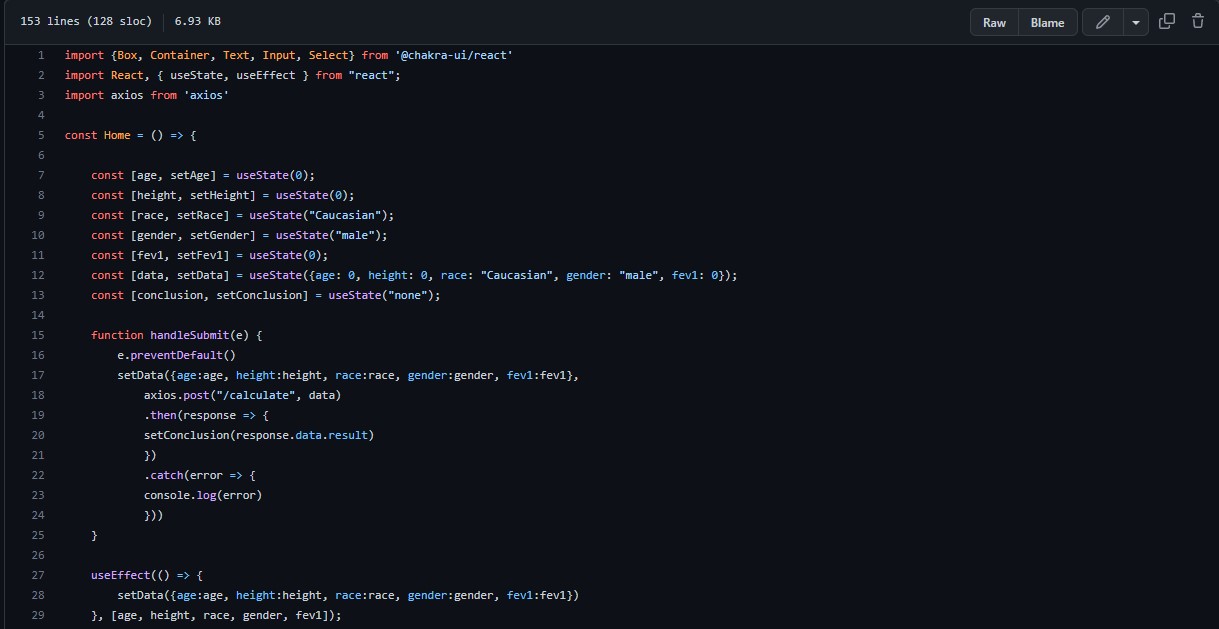 153 lines (128 sloc) 6.93 KB Raw Blame
1 import {Box, Container, Text, Input, Select} from '@chakra-ui/react'
2 import React, { useState, useEffect } from "react";
3 import axios from 'axios'
4
5 const Home = () => {
6
7 const [age, setAge] = useState(0);
8 const [height, setHeight] = useState(0);
9 const [race, setRace] = useState("Caucasian");
10 const [gender, setGender] = useState("male");
11 const [fev1, setFev1] = useState(0);
12 const [data, setData] = useState({age: 0, height: 0, race: "Caucasian", gender: "male", fev1: 0});
13 const [conclusion, setConclusion] = useState("none");
14
15 function handleSubmit(e) {
16 e.preventDefault()
17 setData({age:age, height:height, race:race, gender:gender, fev1:fev1},
18 axios.post("/calculate", data)
19 .then(response => {
20 setConclusion(response.data.result)
21 })
22 .catch(error => {
23 console.log(error)
24 }))
25 }
26
27 useEffect(() => {
28 setData({age:age, height:height, race:race, gender:gender, fev1:fev1})
29 }, [age, height, race, gender, fev1]);